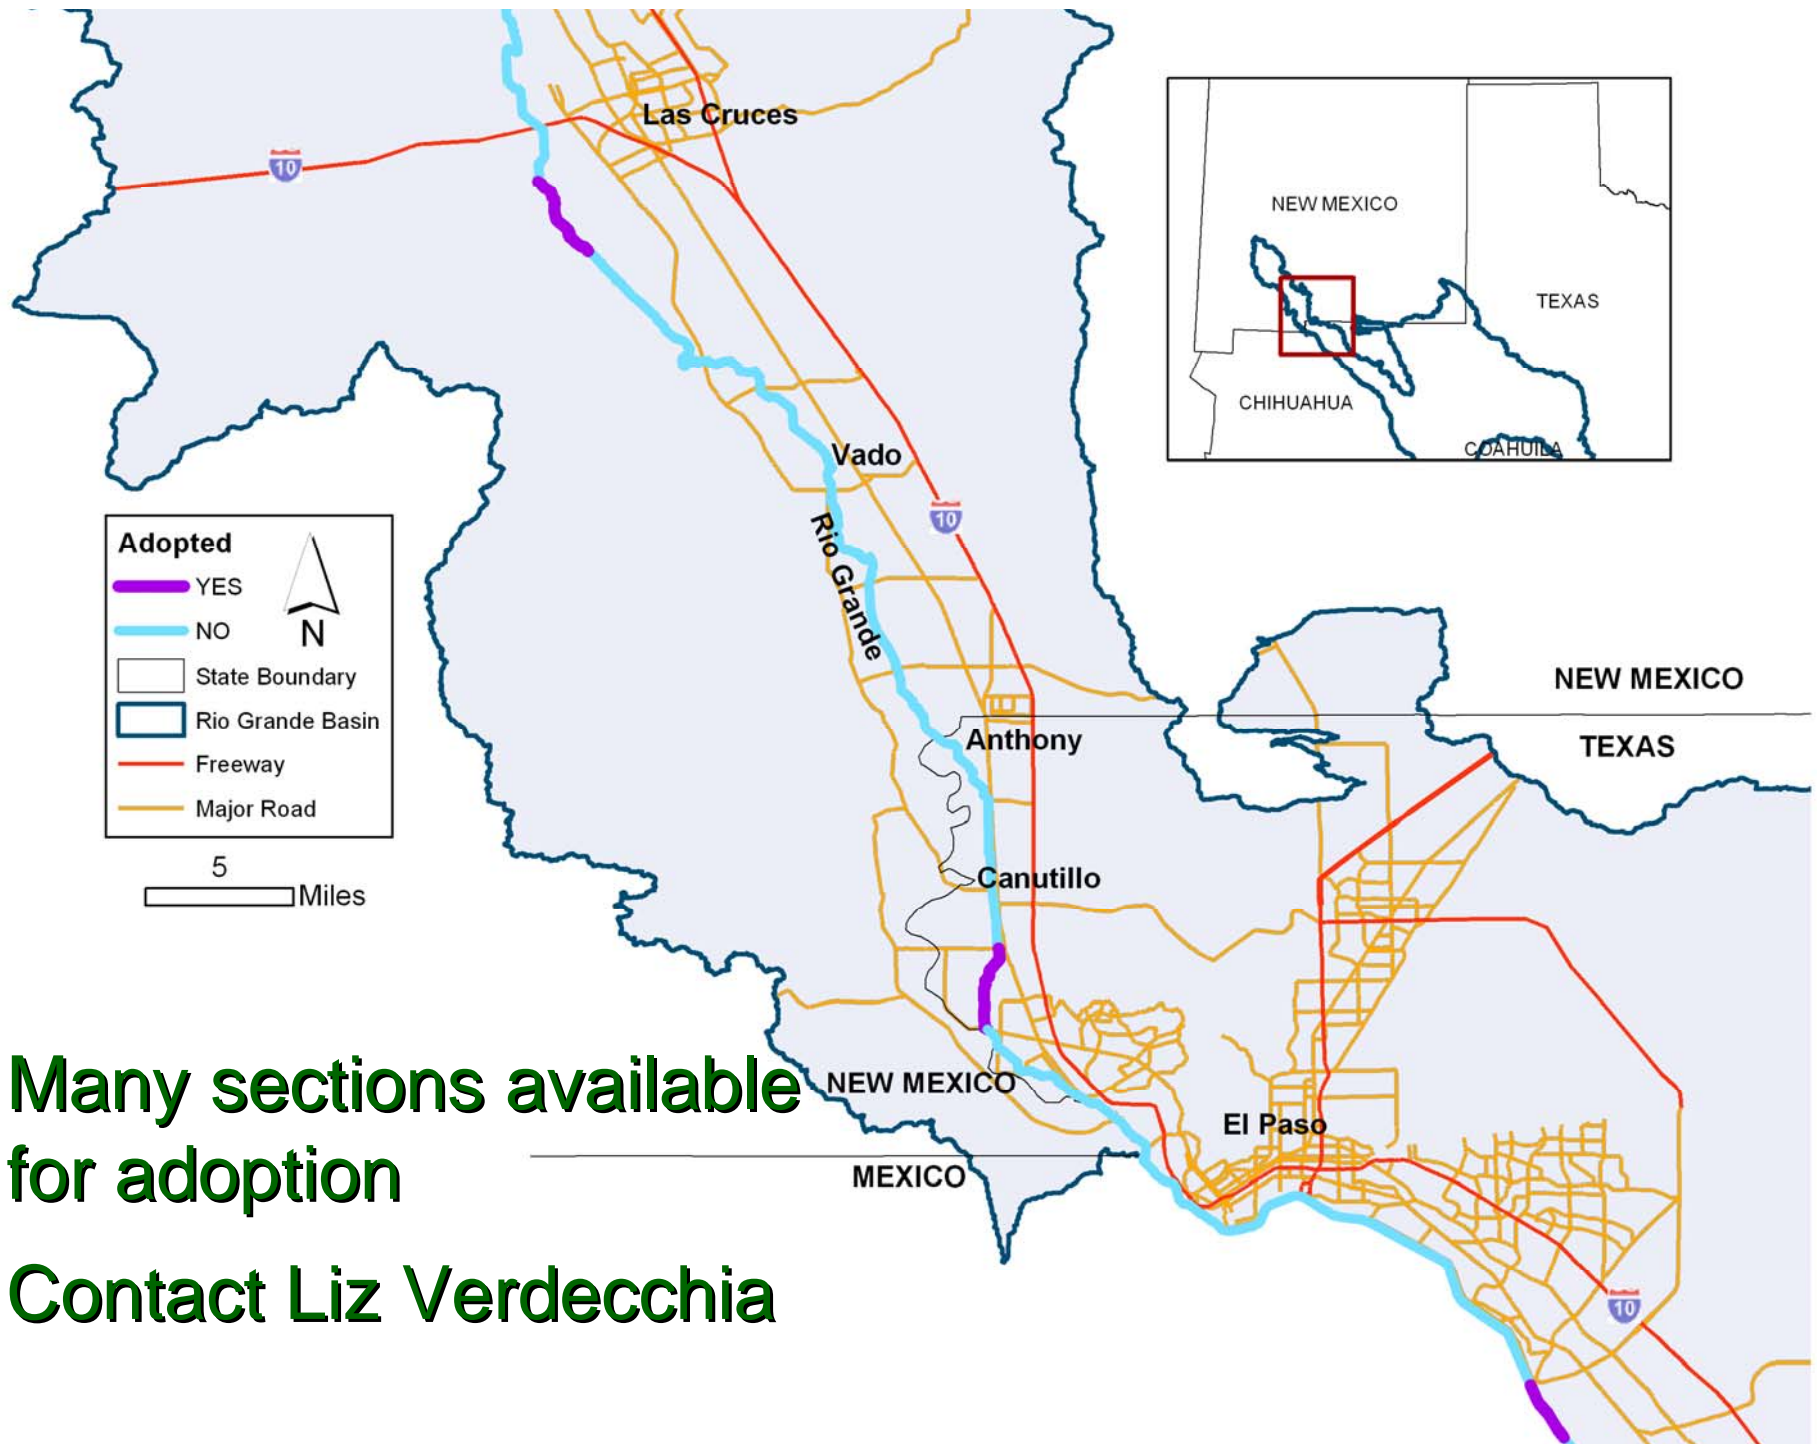 Las Cruces
10
NEW MEXICO
TEXAS
CHIHUAHUA
COAHUILA
Vado
10
Rio Grande
Adopted
YES
NO
N
State Boundary
Rio Grande Basin
Freeway
Major Road
5
Miles
NEW MEXICO
TEXAS
Anthony
Canutillo
NEW MEXICO
El Paso
MEXICO
10
Many sections available
for adoption
Contact Liz Verdecchia